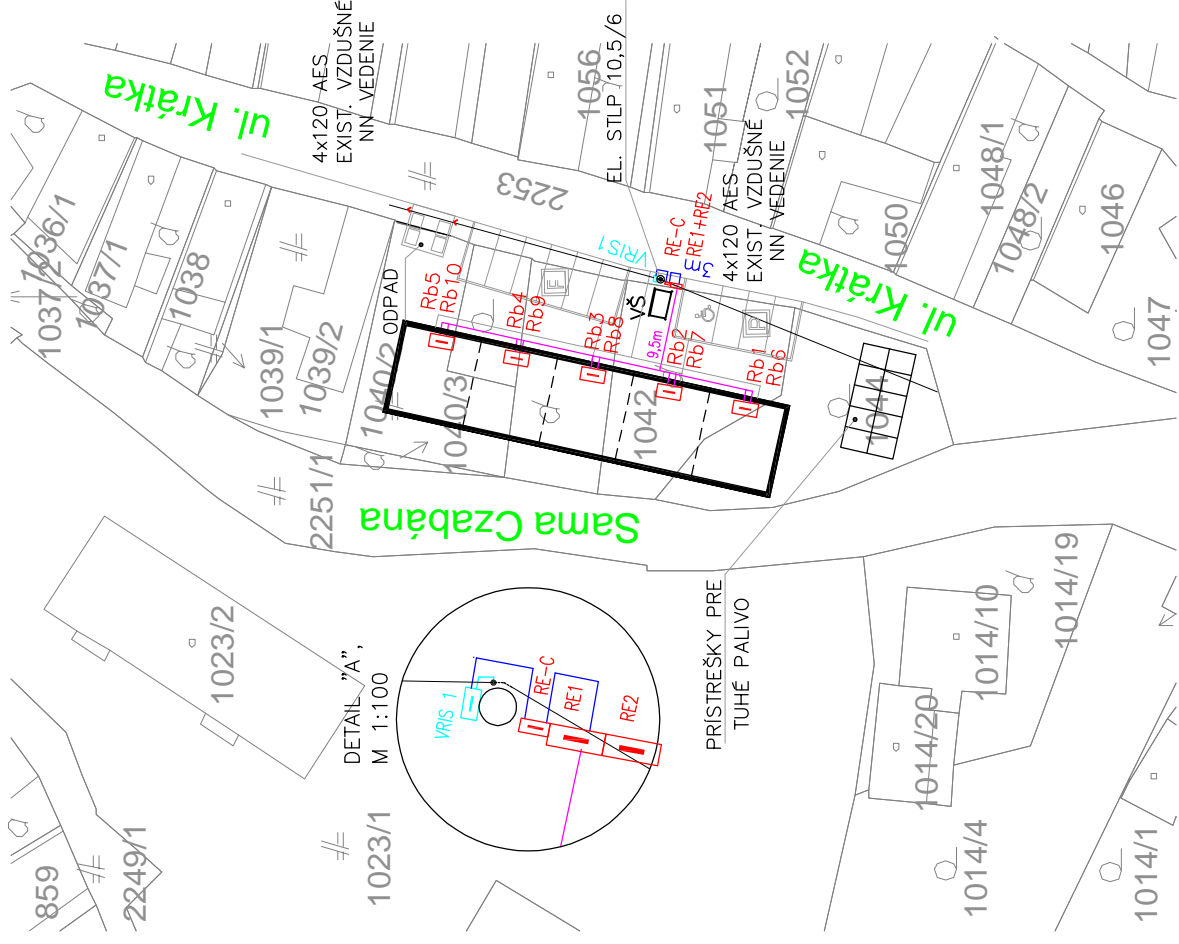 ul. Krátka
4x120 AES
EXIST. VZDUŠNÉ
NN VEDENIE
1056
EL. STLP 10,5/6
1051
1052
2253
1036/1
1037/2
1037/1
1038
1039/1
1039/2
1040/2
ODPAD
1040/3
1042
Rb5
Rb10
Rb4
Rb9
Rb3
Rb8
Rb2
Rb7
Rb1
Rb6
VŠ
9,5m
VRIS1
RE-C
RE1+RE2
3m
4x120 AES
EXIST. VZDUŠNÉ
NN VEDENIE
P
P
1050
1048/1
1048/2
1046
1047
ul. Krátka
1044
2251/1
Sama Czabána
1023/2
DETAIL "A",
M 1:100
VRIS 1
RE-C
RE1
RE2
PRÍSTREŠKY PRE
TUHÉ PALIVO
1014/10
1014/19
1014/20
1014/4
1014/1
1023/1
859
2249/1